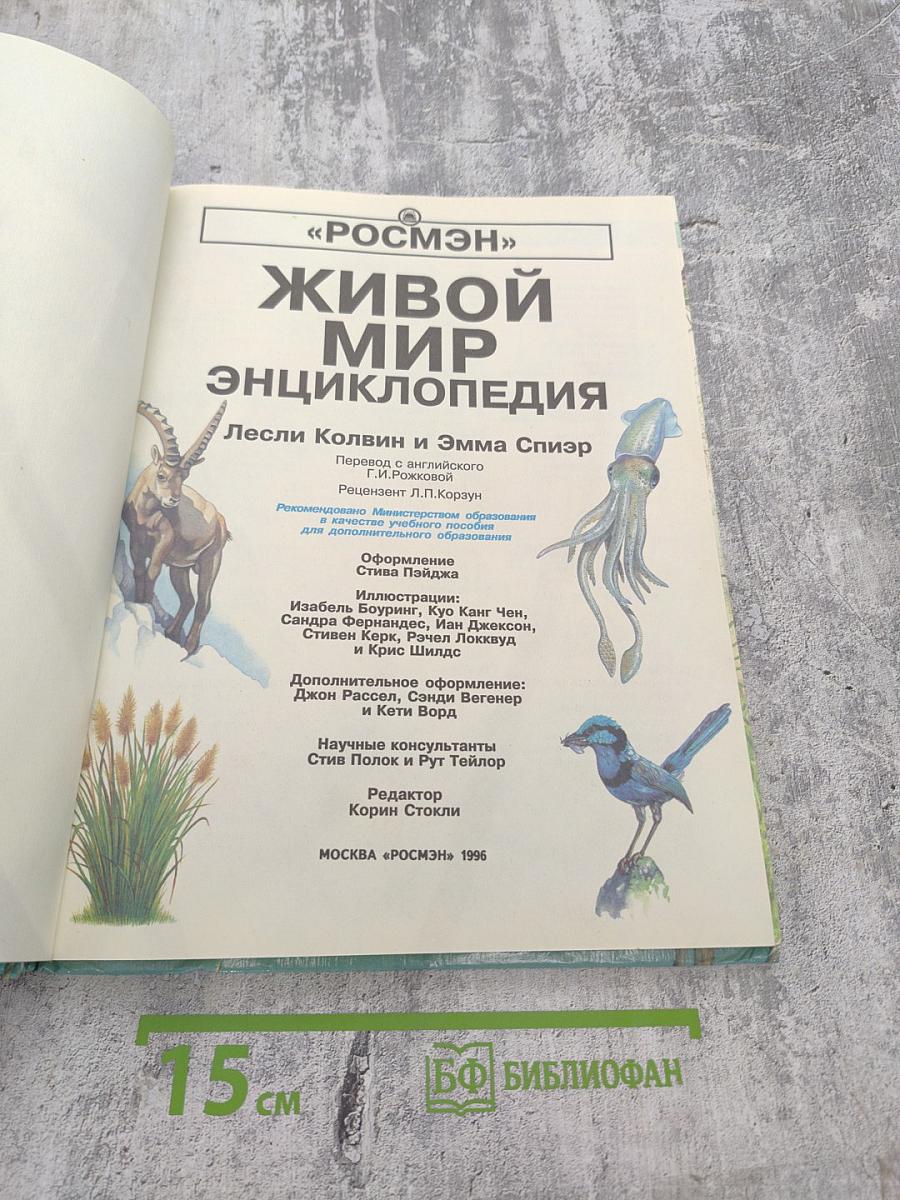 «РОСМЭН»
ЖИВОЙ
МИР
ЭНЦИКЛОПЕДИЯ
Лесли Колвин и Эмма Спиэр
Перевод с английского
Г.И.Рожковой
Рецензент Л.П.Корзун
Рекомендовано Министерством образования
в качестве учебного пособия
для дополнительного образования
Оформление
Стива Пэйджа
Иллюстрации:
Изабель Боуринг, Куо Канг Чен,
Сандра Фернандес, Иан Джексон,
Стивен Керк, Рэчел Локквуд
и Крис Шилдс
Дополнительное оформление:
Джон Рассел, Сэнди Вегенер
и Кети Ворд
Научные консультанты
Стив Полок и Рут Тейлор
Редактор
Корин Стокли
МОСКВА «РОСМЭН» 1996
15 см
БФ БИБЛИОФАН